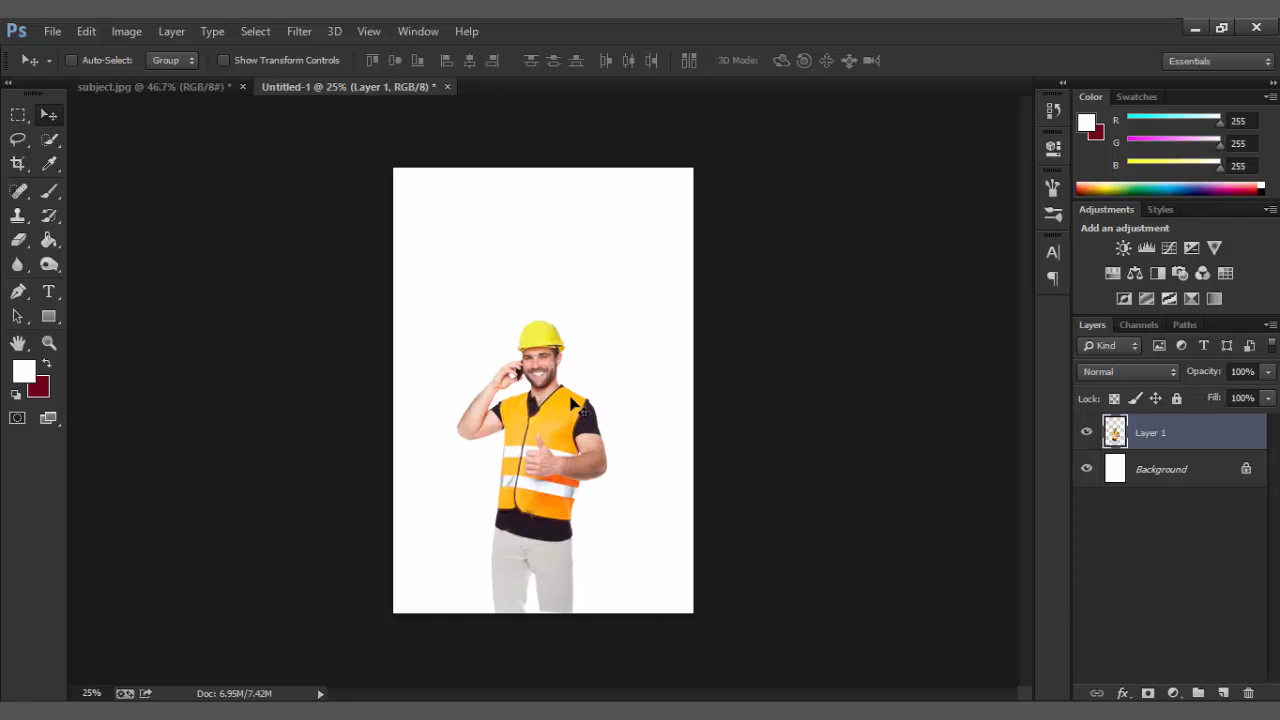 Ps File Edit Image Layer Type Select Filter 3D View Window Help
Auto-Select: Group Show Transform Controls 3D Mode: Essentials
subject.jpg @ 46.7% (RGB/8#) * × Untitled-1 @ 25% (Layer 1, RGB/8) * ×
Color Swatches
R 255
G 255
B 255
Adjustments Styles
Add an adjustment
Layers Channels Paths
Kind T
Normal Opacity: 100%
Lock: Fill: 100%
Layer 1
Background
25% Doc: 6.95M/7.42M
fx